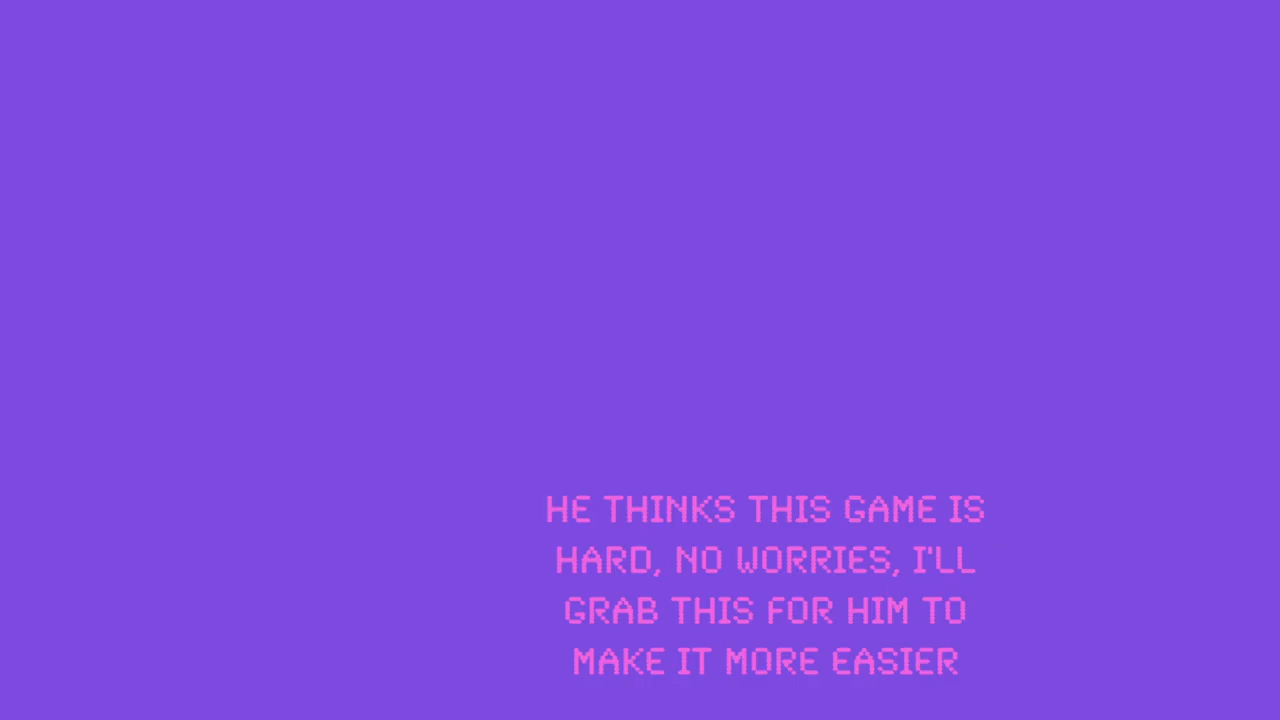 HE THINKS THIS GAME IS
HARD, NO WORRIES, I'LL
GRAB THIS FOR HIM TO
MAKE IT MORE EASIER